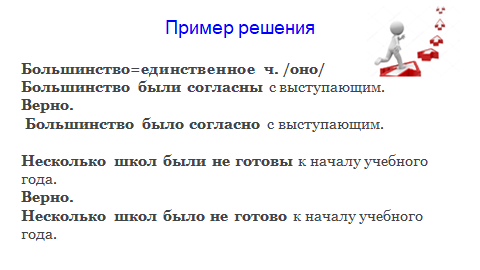 Пример решения
Большинство=единственное ч. /оно/
Большинство были согласны с выступающим.
Верно.
Большинство было согласно с выступающим.
Несколько школ были не готовы к началу учебного
года.
Верно.
Несколько школ было не готово к началу учебного
года.